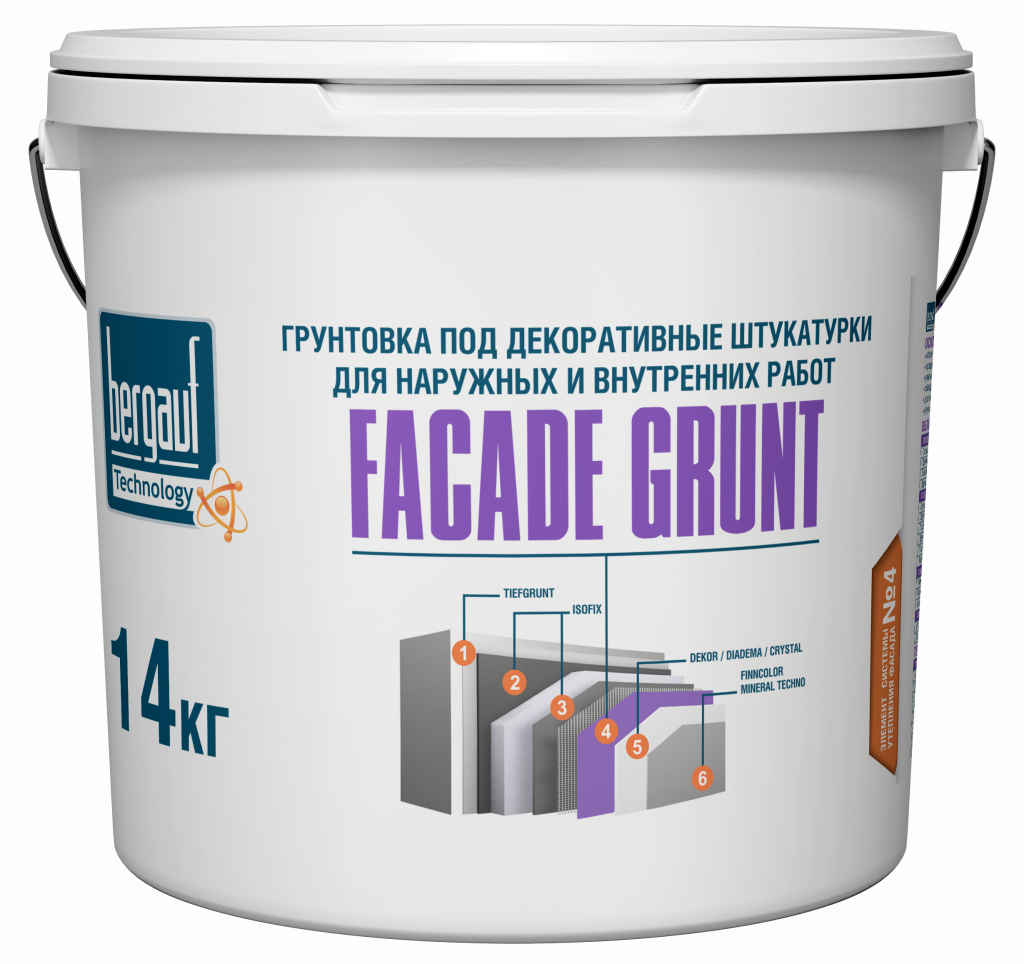 ГРУНТОВКА ПОД ДЕКОРАТИВНЫЕ ШТУКАТУРКИ
ДЛЯ НАРУЖНЫХ И ВНУТРЕННИХ РАБОТ
FACADE GRUNT
bergauf
Technology
14кг
TIEFGRUNT
ISOFIX
DEKOR / DIADEMA / CRYSTAL
FINNCOLOR
MINERAL TECHNO
1
2
3
4
5
6
ЭЛЕМЕНТ СИСТЕМЫ
УТЕПЛЕНИЯ ФАСАДА
№4